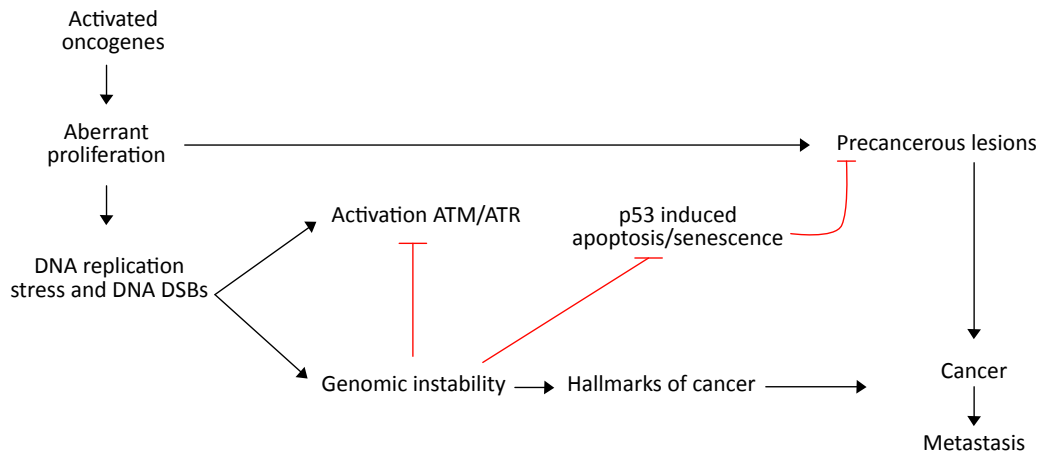 Activated
oncogenes
Aberrant
proliferation
Precancerous lesions
Activation ATM/ATR
p53 induced
apoptosis/senescence
DNA replication
stress and DNA DSBs
Genomic instability
Hallmarks of cancer
Cancer
Metastasis